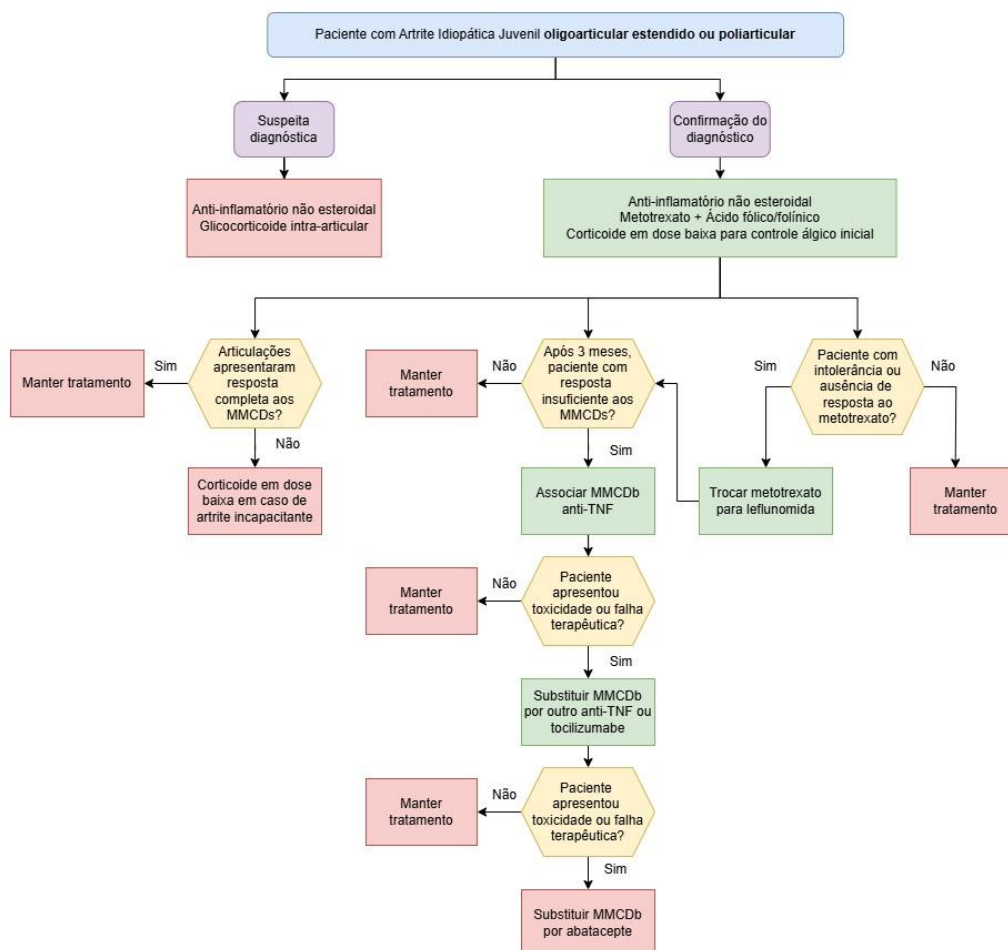 Paciente com Artrite Idiopática Juvenil oligoarticular estendido ou poliarticular
Suspeita
diagnóstica
Confirmação do
diagnóstico
Anti-inflamatório não esteroidal
Glicocorticoide intra-articular
Anti-inflamatório não esteroidal
Metotrexato + Ácido fólico/folínico
Corticoide em dose baixa para controle álgico inicial
Manter tratamento
Sim
Articulações
apresentaram
resposta
completa aos
MMCDs?
Não
Corticoide em dose
baixa em caso de
artrite incapacitante
Manter
tratamento
Não
Após 3 meses,
paciente com
resposta
insuficiente aos
MMCDs?
Sim
Associar MMCDb
anti-TNF
Sim
Paciente com
intolerância ou
ausência de
resposta ao
metotrexato?
Não
Trocar metotrexato
para leflunomida
Manter
tratamento
Manter
tratamento
Não
Paciente
apresentou
toxicidade ou falha
terapêutica?
Sim
Substituir MMCDb
por outro anti-TNF ou
tocilizumabe
Manter
tratamento
Não
Paciente
apresentou
toxicidade ou falha
terapêutica?
Sim
Substituir MMCDb
por abatacepte